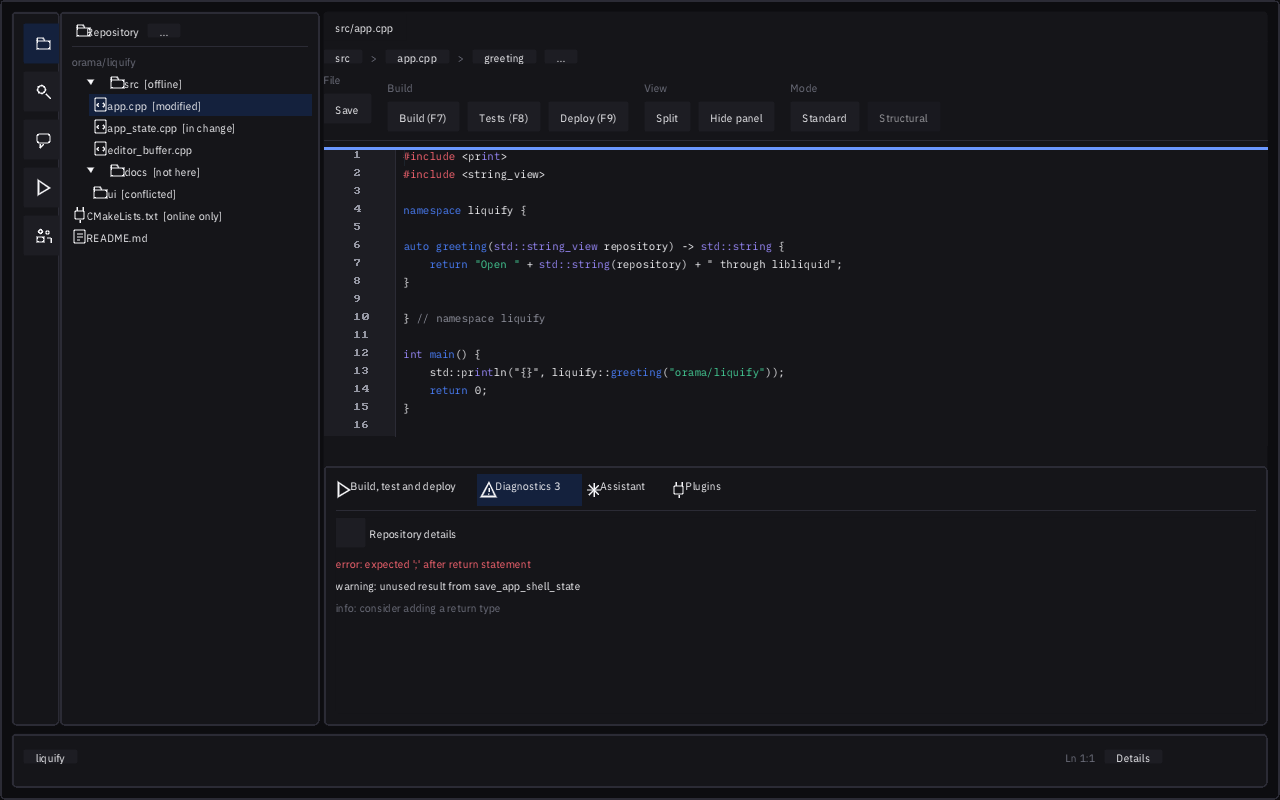 Repository ...
orama/liquify
src [offline]
app.cpp [modified]
app_state.cpp [in change]
editor_buffer.cpp
docs [not here]
ui [conflicted]
CMakeLists.txt [online only]
README.md
src/app.cpp
src > app.cpp > greeting ...
File Build View Mode
Save Build (F7) Tests (F8) Deploy (F9) Split Hide panel Standard Structural
1 #include <print>
2 #include <string_view>
3
4 namespace liquify {
5
6 auto greeting(std::string_view repository) -> std::string {
7     return "Open " + std::string(repository) + " through libliquid";
8 }
9
10 } // namespace liquify
11
12 int main() {
13     std::println("{}", liquify::greeting("orama/liquify"));
14     return 0;
15 }
16
Build, test and deploy Diagnostics 3 Assistant Plugins
Repository details
error: expected ';' after return statement
warning: unused result from save_app_shell_state
info: consider adding a return type
liquify Ln 1:1 Details